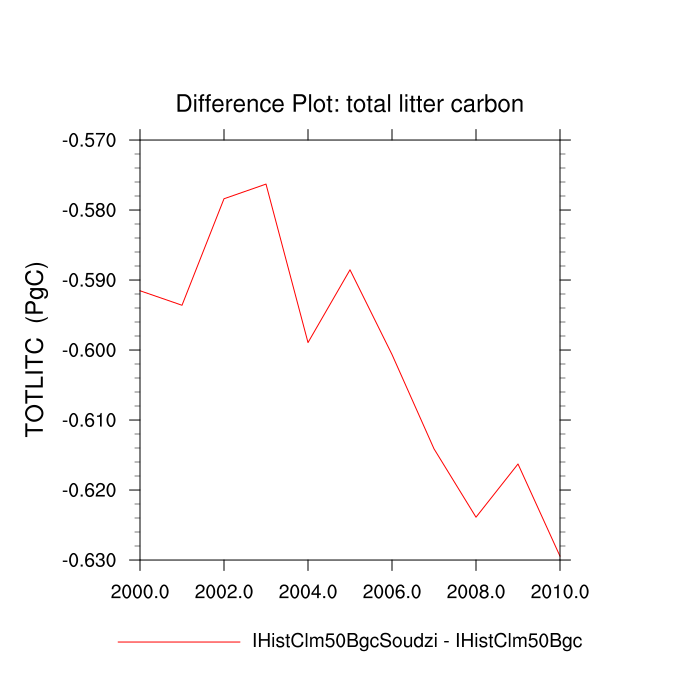 Difference Plot: total litter carbon
TOTLITC (PgC)
-0.570
-0.580
-0.590
-0.600
-0.610
-0.620
-0.630
2000.0 2002.0 2004.0 2006.0 2008.0 2010.0
IHistClm50BgcSoudzi - IHistClm50Bgc